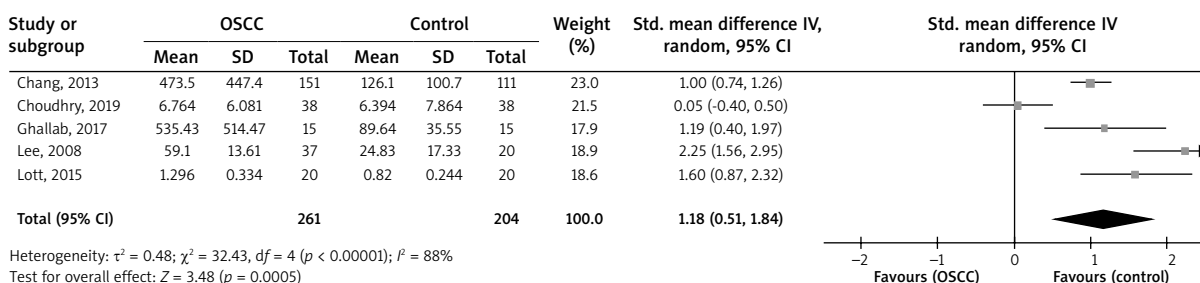 Study or subgroup OSCC Control Weight (%) Std. mean difference IV, random, 95% CI Std. mean difference IV random, 95% CI
Mean SD Total Mean SD Total
Chang, 2013 473.5 447.4 151 126.1 100.7 111 23.0 1.00 (0.74, 1.26)
Choudhry, 2019 6.764 6.081 38 6.394 7.864 38 21.5 0.05 (-0.40, 0.50)
Ghallab, 2017 535.43 514.47 15 89.64 35.55 15 17.9 1.19 (0.40, 1.97)
Lee, 2008 59.1 13.61 37 24.83 17.33 20 18.9 2.25 (1.56, 2.95)
Lott, 2015 1.296 0.334 20 0.82 0.244 20 18.6 1.60 (0.87, 2.32)
Total (95% CI) 261 204 100.0 1.18 (0.51, 1.84)
Heterogeneity: τ² = 0.48; χ² = 32.43, df = 4 (p < 0.00001); I² = 88%
Test for overall effect: Z = 3.48 (p = 0.0005)
–2 –1 0 1 2
Favours (OSCC) Favours (control)